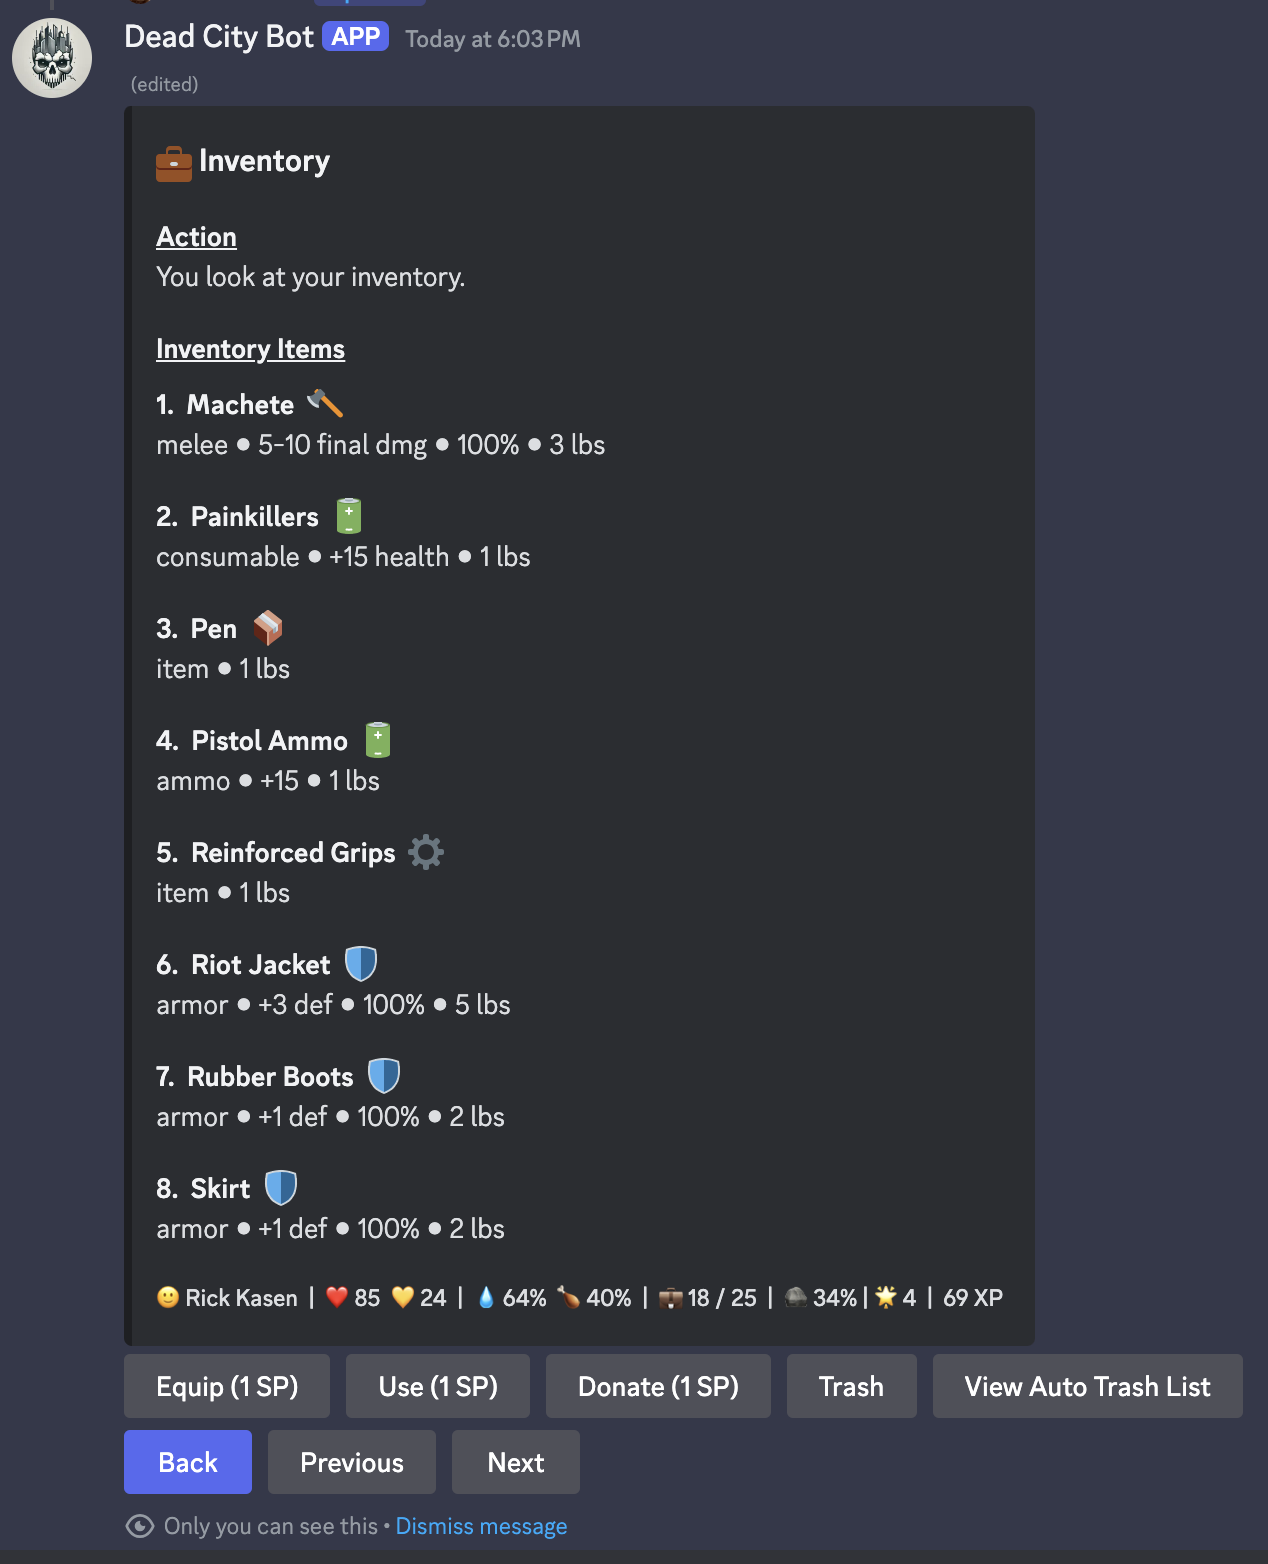 Dead City Bot APP Today at 6:03 PM
(edited)
Inventory
Action
You look at your inventory.
Inventory Items
1. Machete
melee ● 5-10 final dmg ● 100% ● 3 lbs
2. Painkillers
consumable ● +15 health ● 1 lbs
3. Pen
item ● 1 lbs
4. Pistol Ammo
ammo ● +15 ● 1 lbs
5. Reinforced Grips
item ● 1 lbs
6. Riot Jacket
armor ● +3 def ● 100% ● 5 lbs
7. Rubber Boots
armor ● +1 def ● 100% ● 2 lbs
8. Skirt
armor ● +1 def ● 100% ● 2 lbs
Rick Kasen | 85 24 | 64% 40% | 18 / 25 | 34% | 4 | 69 XP
Equip (1 SP) Use (1 SP) Donate (1 SP) Trash View Auto Trash List
Back Previous Next
Only you can see this • Dismiss message